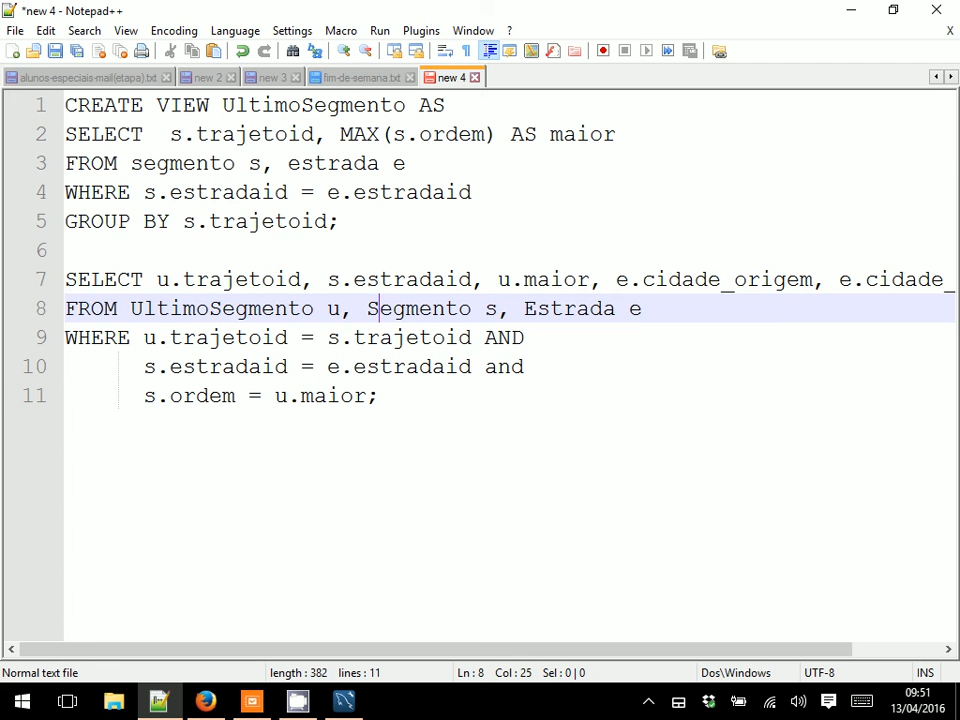 *new 4 - Notepad++
File Edit Search View Encoding Language Settings Macro Run Plugins Window ? X
alunos-especiais-mail(etapa).txt new 2 new 3 fim-de-semana.txt new 4
1 CREATE VIEW UltimoSegmento AS
2 SELECT s.trajetoid, MAX(s.ordem) AS maior
3 FROM segmento s, estrada e
4 WHERE s.estradaid = e.estradaid
5 GROUP BY s.trajetoid;
6
7 SELECT u.trajetoid, s.estradaid, u.maior, e.cidade_origem, e.cidade_
8 FROM UltimoSegmento u, Segmento s, Estrada e
9 WHERE u.trajetoid = s.trajetoid AND
10 s.estradaid = e.estradaid and
11 s.ordem = u.maior;
Normal text file length : 382 lines : 11 Ln : 8 Col : 25 Sel : 0 | 0 Dos\Windows UTF-8 INS
09:51
13/04/2016